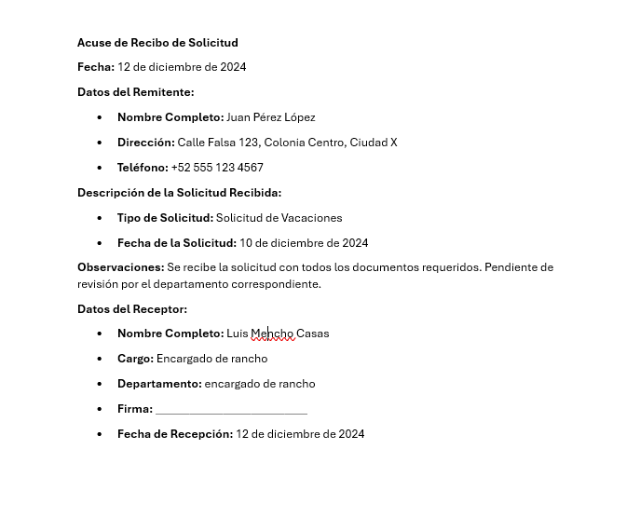 Acuse de Recibo de Solicitud
Fecha: 12 de diciembre de 2024
Datos del Remitente:
• Nombre Completo: Juan Pérez López
• Dirección: Calle Falsa 123, Colonia Centro, Ciudad X
• Teléfono: +52 555 123 4567
Descripción de la Solicitud Recibida:
• Tipo de Solicitud: Solicitud de Vacaciones
• Fecha de la Solicitud: 10 de diciembre de 2024
Observaciones: Se recibe la solicitud con todos los documentos requeridos. Pendiente de
revisión por el departamento correspondiente.
Datos del Receptor:
• Nombre Completo: Luis Mencho Casas
• Cargo: Encargado de rancho
• Departamento: encargado de rancho
• Firma: ____________________________
• Fecha de Recepción: 12 de diciembre de 2024